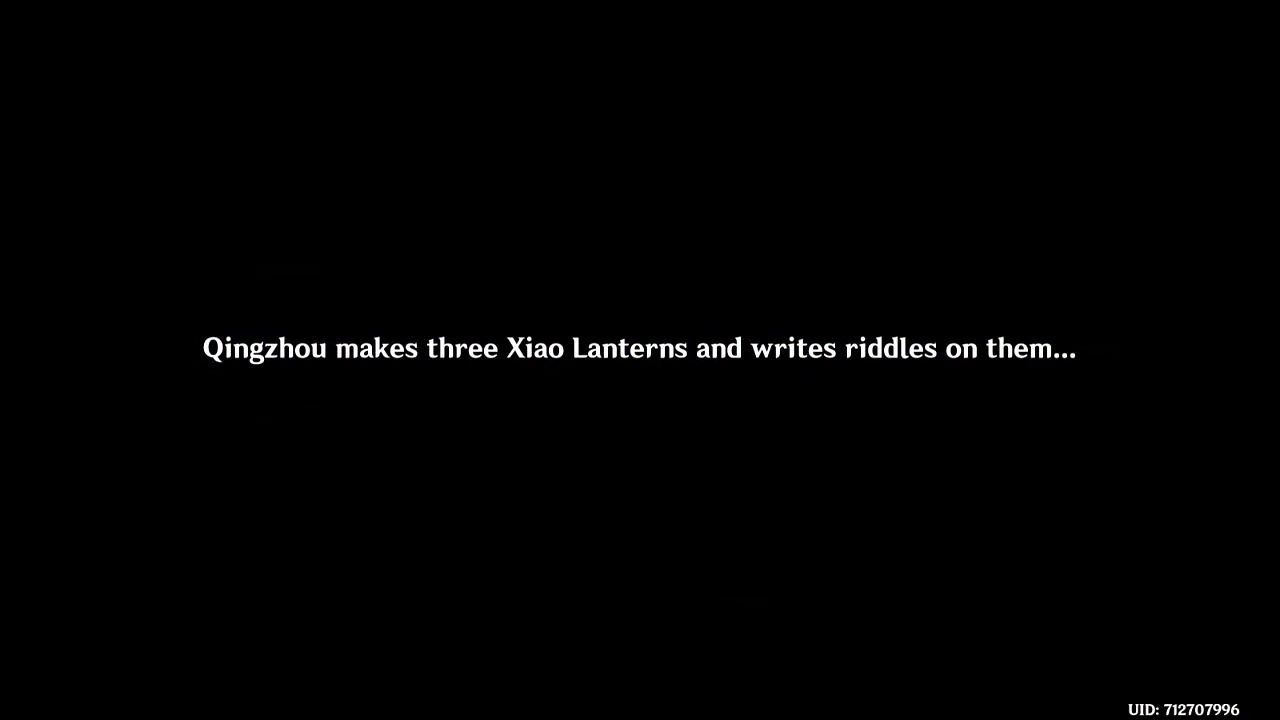 Qingzhou makes three Xiao Lanterns and writes riddles on them...
UID: 712707996